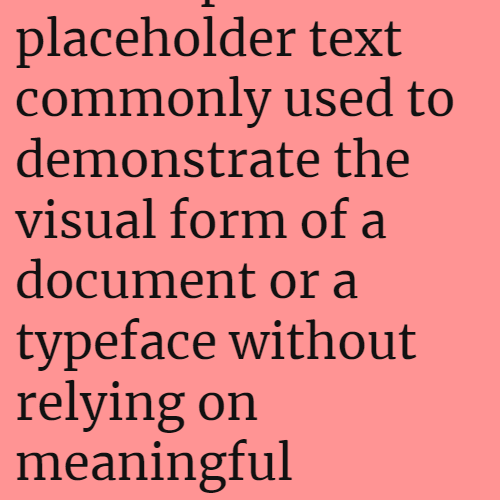 placeholder text
commonly used to
demonstrate the
visual form of a
document or a
typeface without
relying on
meaningful